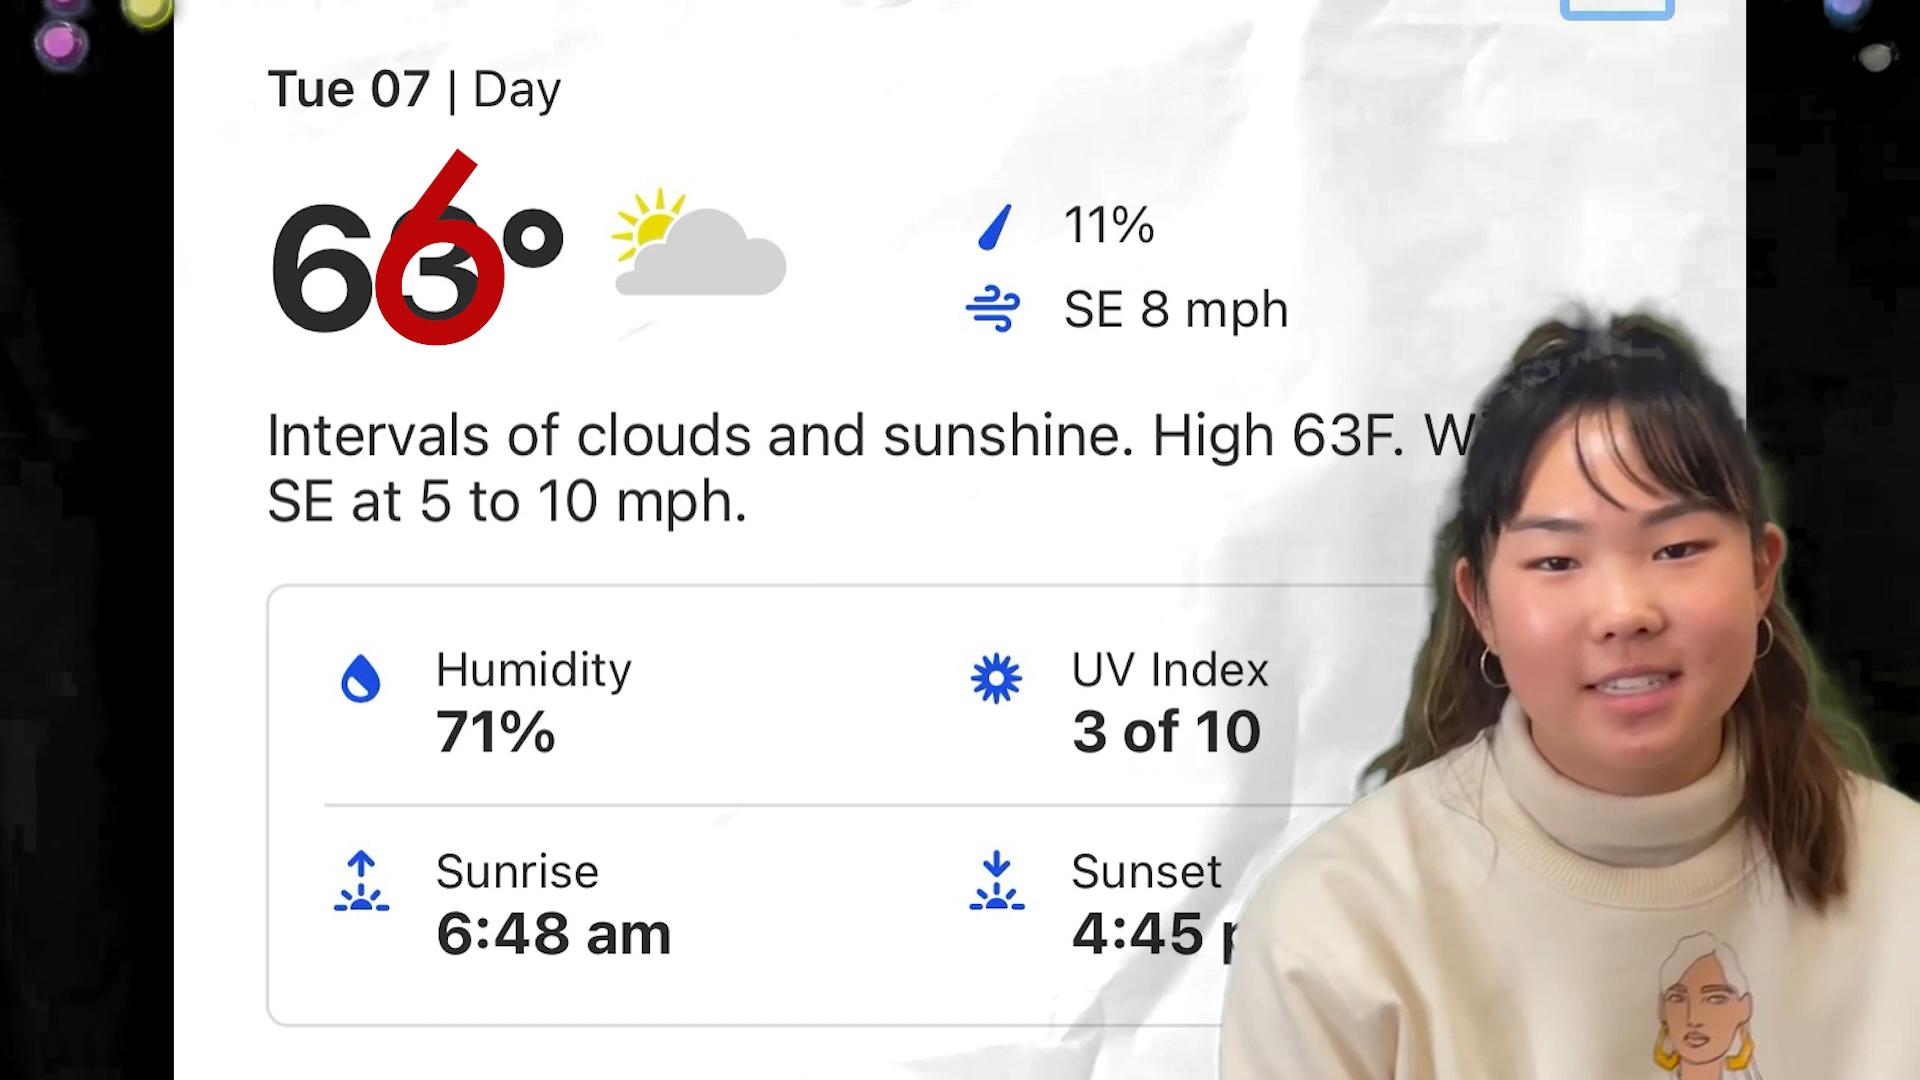 Tue 07 | Day
63°
6
11%
SE 8 mph
Intervals of clouds and sunshine. High 63F.
SE at 5 to 10 mph.
Humidity
71%
UV Index
3 of 10
Sunrise
6:48 am
Sunset
4:45